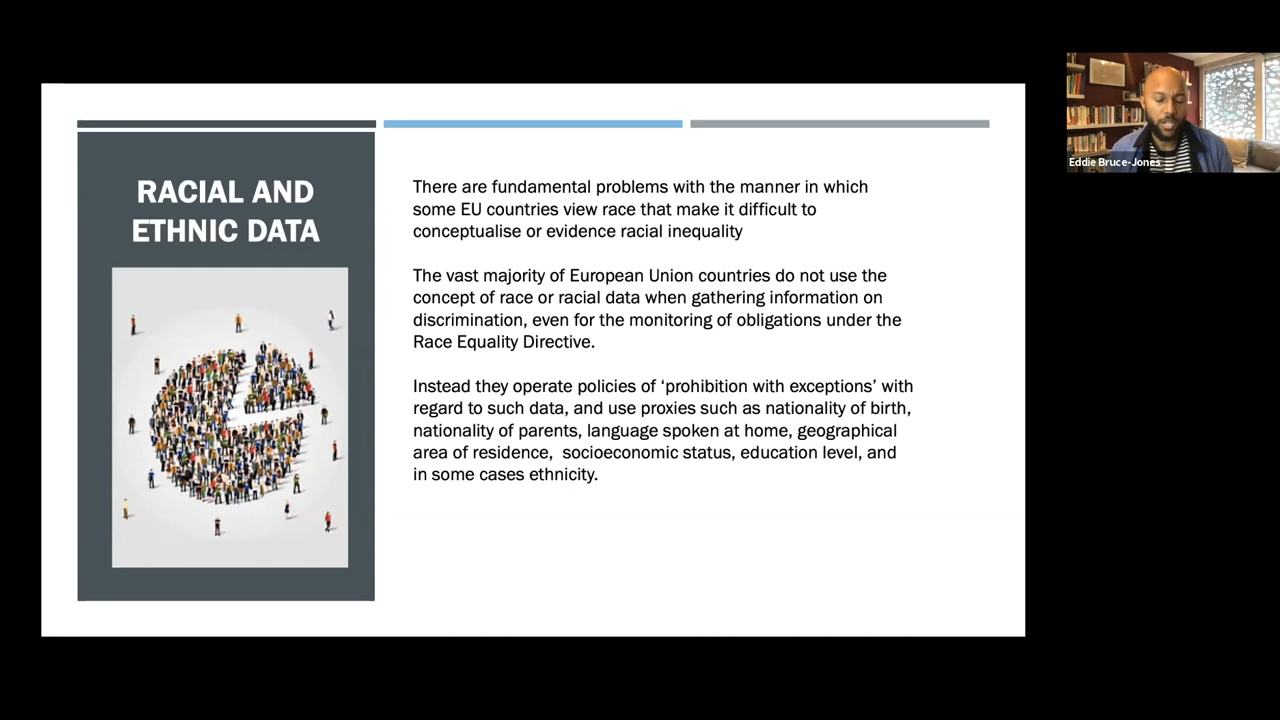 RACIAL AND
ETHNIC DATA
There are fundamental problems with the manner in which
some EU countries view race that make it difficult to
conceptualise or evidence racial inequality
The vast majority of European Union countries do not use the
concept of race or racial data when gathering information on
discrimination, even for the monitoring of obligations under the
Race Equality Directive.
Instead they operate policies of ‘prohibition with exceptions’ with
regard to such data, and use proxies such as nationality of birth,
nationality of parents, language spoken at home, geographical
area of residence,  socioeconomic status, education level, and
in some cases ethnicity.
Eddie Bruce-Jones